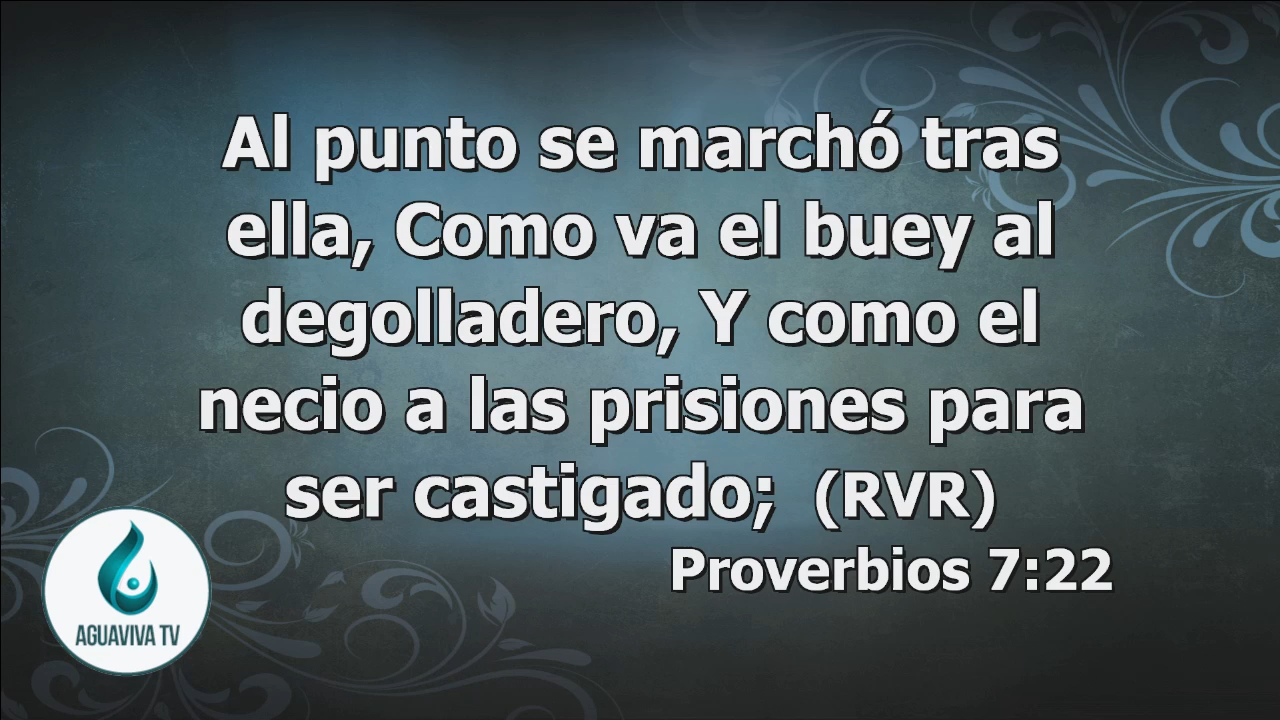 Al punto se marchó tras
ella, Como va el buey al
degolladero, Y como el
necio a las prisiones para
ser castigado; (RVR)
Proverbios 7:22
AGUAVIVA TV